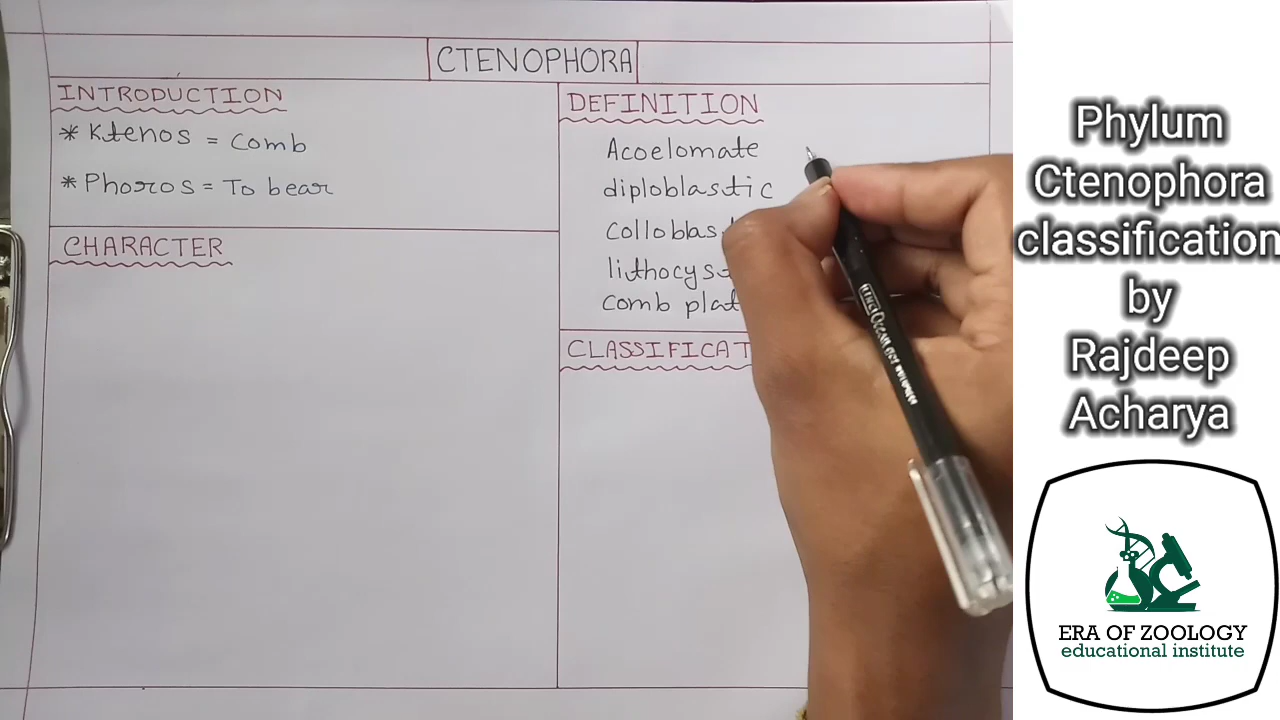 CTENOPHORA
INTRODUCTION
* Ktenos = Comb
* Phoros = To bear
CHARACTER
DEFINITION
Acoelomate
diploblastic
comb
Phylum
Ctenophora
classification
by
Rajdeep
Acharya
ERA OF ZOOLOGY
educational institute